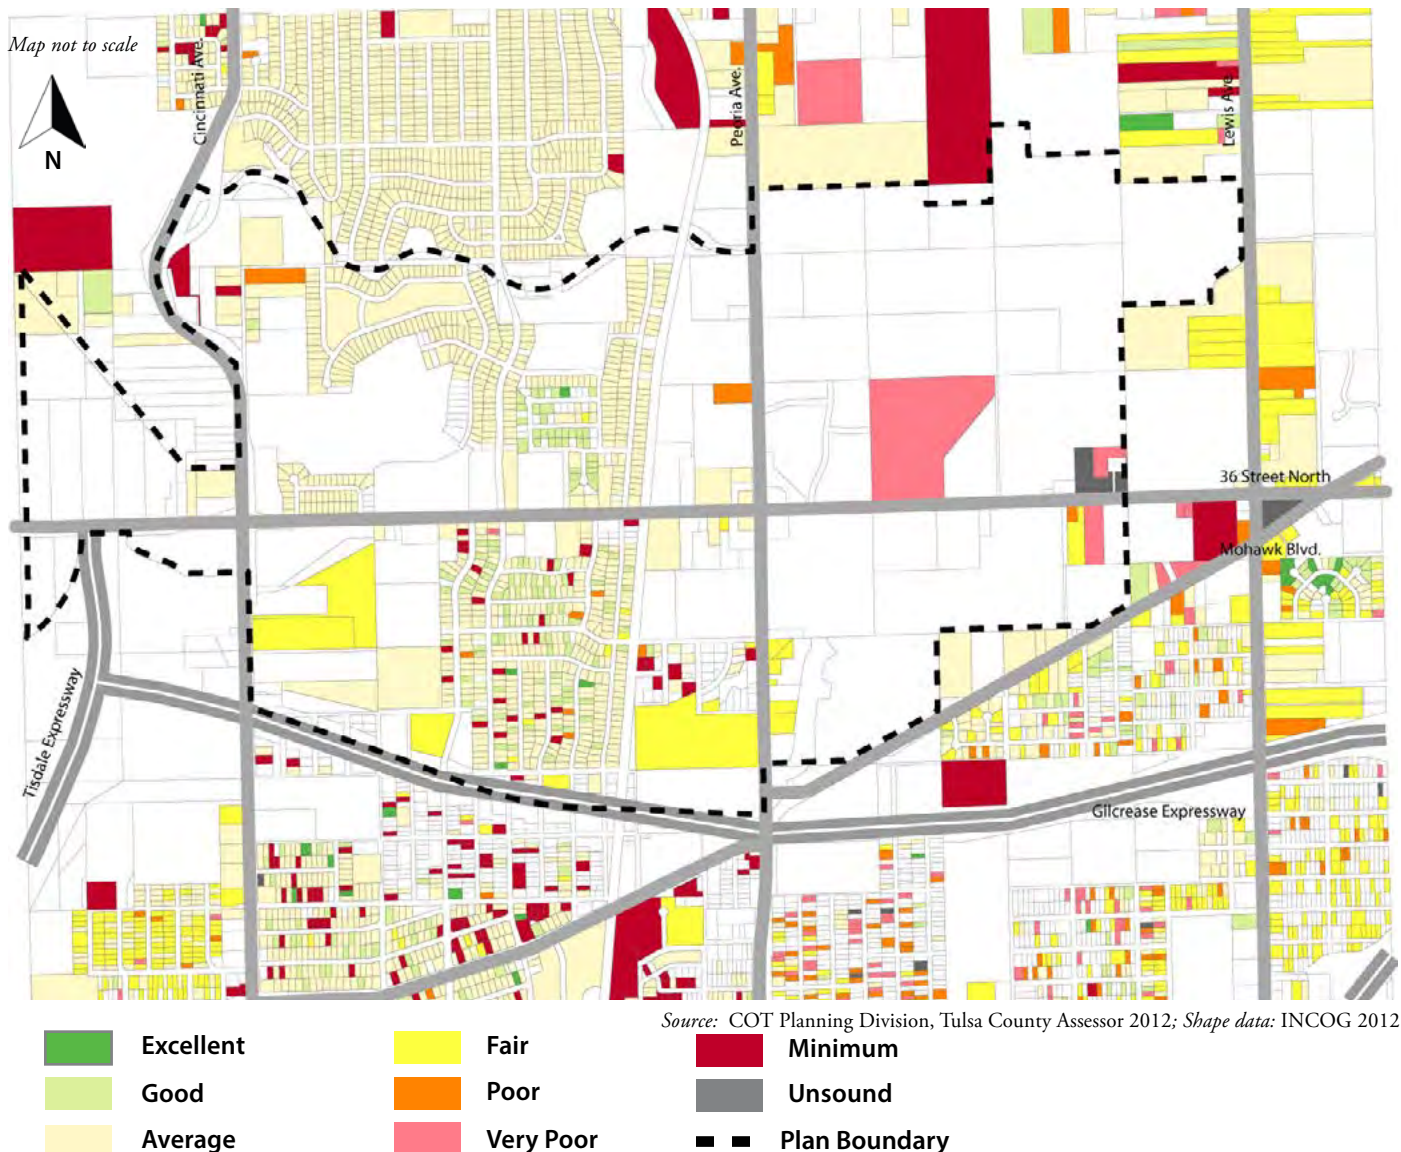 Map not to scale
N
Cincinnati Ave.
Peoria Ave.
Lewis Ave
36 Street North
Mohawk Blvd.
Tisdale Expressway
Gilcrease Expressway
Source: COT Planning Division, Tulsa County Assessor 2012; Shape data: INCOG 2012
Excellent
Fair
Minimum
Good
Poor
Unsound
Average
Very Poor
Plan Boundary